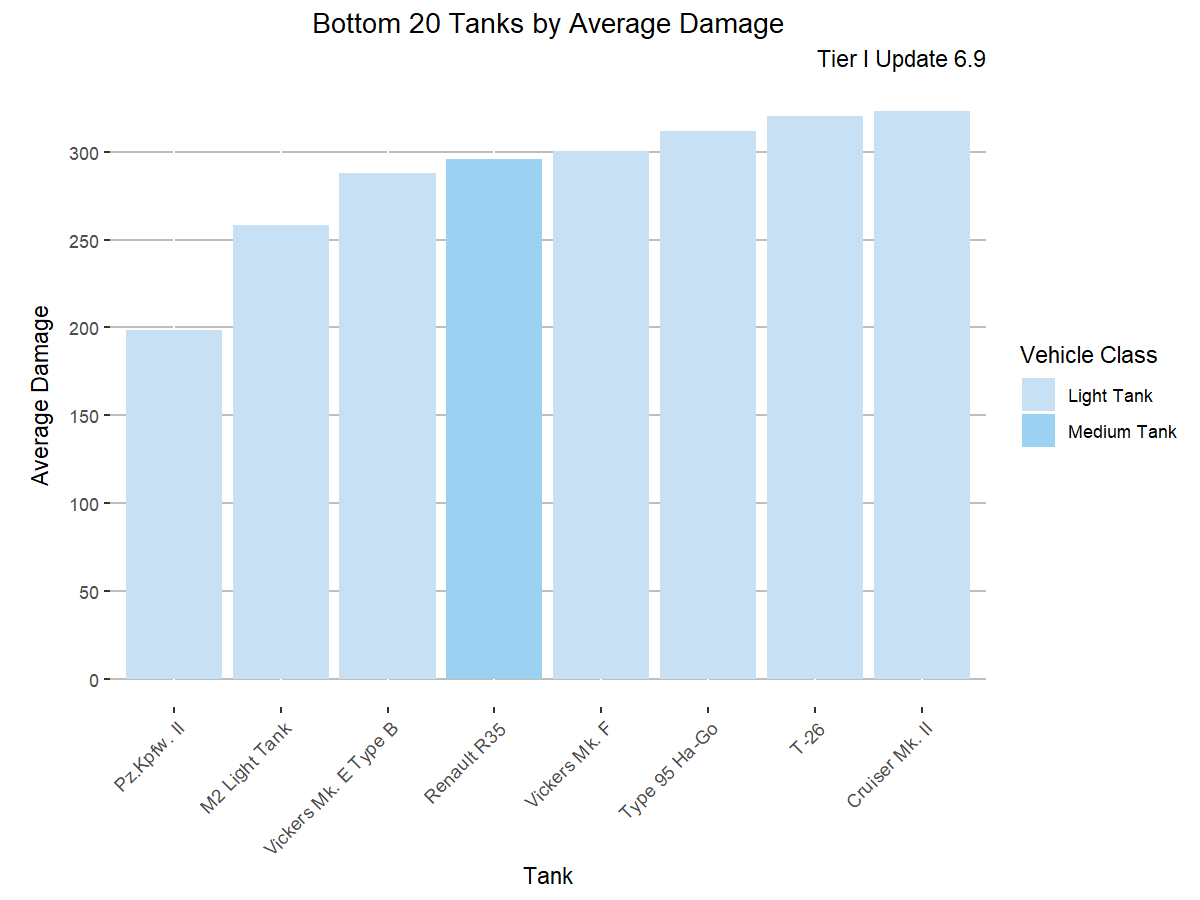 Bottom 20 Tanks by Average Damage
Tier I Update 6.9
Average Damage
300
250
200
150
100
50
0
Pz.Kpfw. II
M2 Light Tank
Vickers Mk. E Type B
Renault R35
Vickers Mk. F
Type 95 Ha-Go
T-26
Cruiser Mk. II
Tank
Vehicle Class
Light Tank
Medium Tank